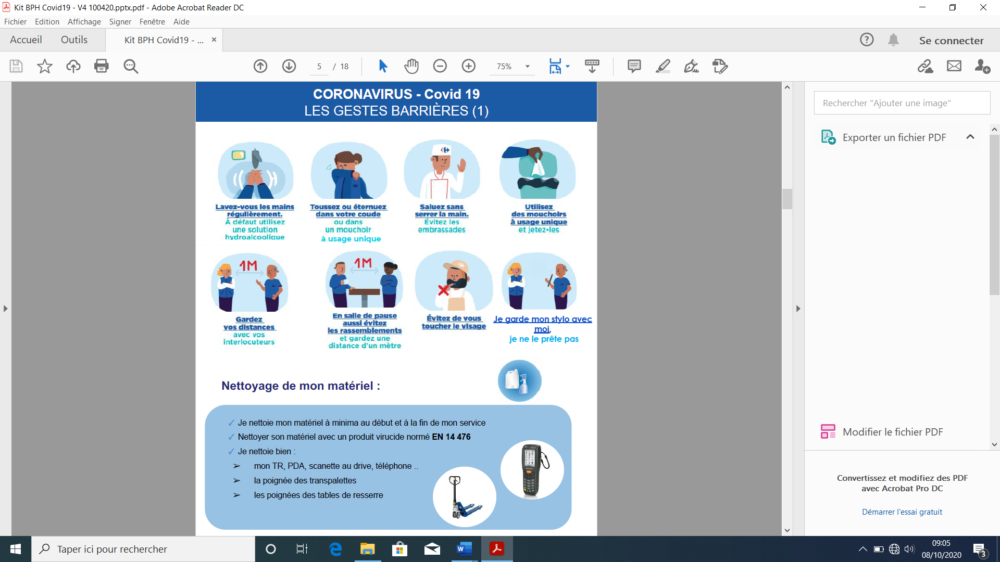 Kit BPH Covid19 - V4 100420.pptx.pdf - Adobe Acrobat Reader DC
Fichier Edition Affichage Signer Fenêtre Aide
Accueil Outils Kit BPH Covid19 - ... × Se connecter
5 / 18 75%
CORONAVIRUS - Covid 19
LES GESTES BARRIÈRES (1)
Lavez-vous les mains
régulièrement.
À défaut utilisez
une solution
hydroalcoolique
Toussez ou éternuez
dans votre coude
ou dans
un mouchoir
à usage unique
Saluez sans
serrer la main.
Évitez les
embrassades
Utilisez
des mouchoirs
à usage unique
et jetez-les
1M
Gardez
vos distances
avec vos
interlocuteurs
1M
En salle de pause
aussi évitez
les rassemblements
et gardez une
distance d'un mètre
Évitez de vous
toucher le visage
Je garde mon stylo avec
moi,
je ne le prête pas
Nettoyage de mon matériel :
✓ Je nettoie mon matériel à minima au début et à la fin de mon service
✓ Nettoyer son matériel avec un produit virucide normé EN 14 476
✓ Je nettoie bien :
➢ mon TR, PDA, scanette au drive, téléphone ..
➢ la poignée des transpalettes
➢ les poignées des tables de resserre
Rechercher "Ajouter une image"
Exporter un fichier PDF
Modifier le fichier PDF
Convertissez et modifiez des PDF
avec Acrobat Pro DC
Démarrer l'essai gratuit
Taper ici pour rechercher
09:05
08/10/2020
3